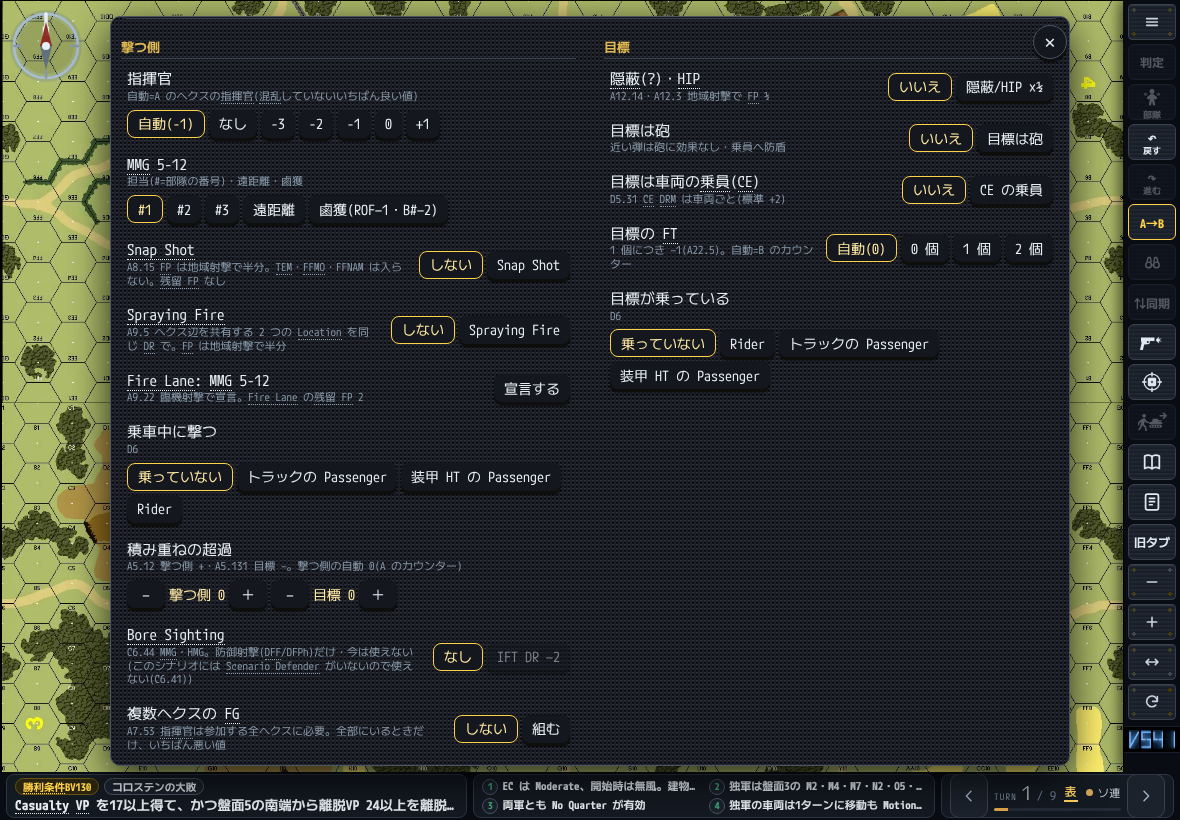 撃つ側
指揮官
自動=A のヘクスの指揮官(混乱していないいちばん良い値)
自動(-1) なし -3 -2 -1 0 +1
MMG 5-12
担当(#=部隊の番号)・遠距離・鹵獲
#1 #2 #3 遠距離 鹵獲(ROF-1・B#-2)
Snap Shot
A8.15 FP は地域射撃で半分。TEM・FFMO・FFNAM は入らない。残留 FP なし
しない Snap Shot
Spraying Fire
A9.5 ヘクス辺を共有する 2 つの Location を同じ DR で。FP は地域射撃で半分
しない Spraying Fire
Fire Lane: MMG 5-12
A9.22 臨機射撃で宣言。Fire Lane の残留 FP 2
宣言する
乗車中に撃つ
D6
乗っていない トラックの Passenger 装甲 HT の Passenger
Rider
積み重ねの超過
A5.12 撃つ側 +・A5.131 目標 -。撃つ側の自動 0(A のカウンター)
- 撃つ側 0 + - 目標 0 +
Bore Sighting
C6.44 MMG・HMG。防御射撃(DFF/DFPh)だけ・今は使えない
(このシナリオには Scenario Defender がいないので使え
ない(C6.41))
なし IFT DR -2
複数ヘクスの FG
A7.53 指揮官は参加する全ヘクスに必要。全部にいるときだ
け、いちばん悪い値
しない 組む
目標
隠蔽(?)・HIP
A12.14・A12.3 地域射撃で FP ½
いいえ 隠蔽/HIP x½
目標は砲
近い弾は砲に効果なし・乗員へ防盾
いいえ 目標は砲
目標は車両の乗員(CE)
D5.31 CE DRM は車両ごと(標準 +2)
いいえ CE の乗員
目標の FT
1 個につき -1(A22.5)。自動=B のカウン
ター
自動(0) 0 個 1 個 2 個
目標が乗っている
D6
乗っていない Rider トラックの Passenger
装甲 HT の Passenger
判定
部隊
戻す
進む
A→B
同期
旧タブ
3
4
勝利条件BV130 コロステンの大敗
Casualty VP を17以上得て、かつ盤面5の南端から離脱VP 24以上を離脱…
1 EC は Moderate、開始時は無風。建物…
2 独軍は盤面3の M2・M4・M7・N2・O5・…
3 両軍とも No Quarter が有効
4 独軍の車両は1ターンに移動も Motion…
TURN 1 / 9 表 ソ連